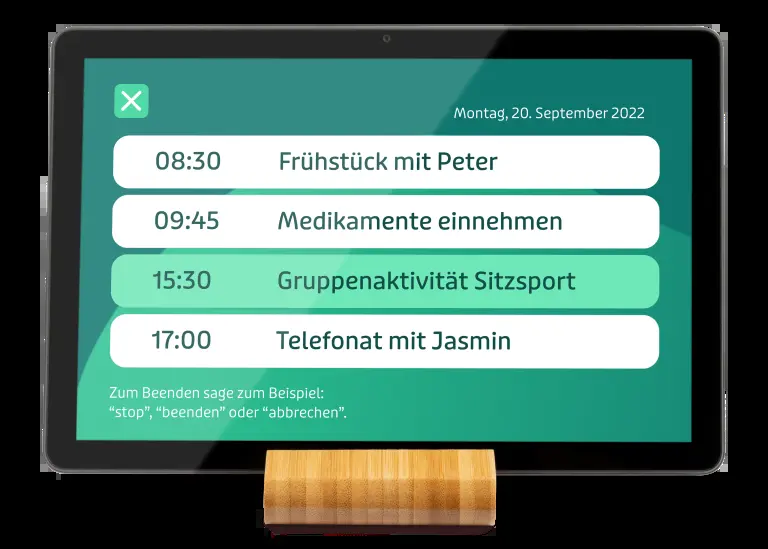 Montag, 20. September 2022
08:30 Frühstück mit Peter
09:45 Medikamente einnehmen
15:30 Gruppenaktivität Sitzsport
17:00 Telefonat mit Jasmin
Zum Beenden sage zum Beispiel:
“stop”, “beenden” oder “abbrechen”.